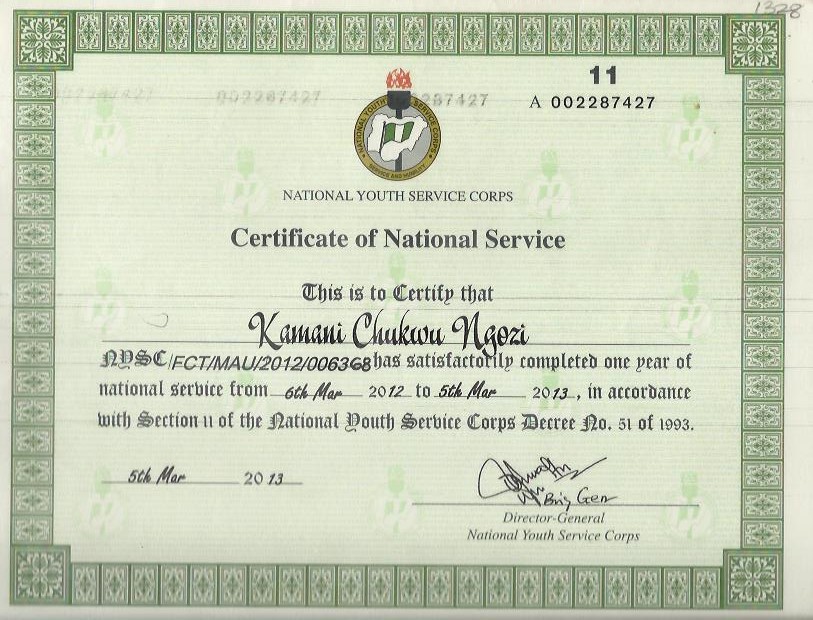 1328
11
A 002287427
002287427
NATIONAL YOUTH SERVICE CORPS
SERVICE AND HUMILITY
NATIONAL YOUTH SERVICE CORPS
Certificate of National Service
This is to Certify that
Kamani Chukwu Ngozi
NYSC/FCT/MAU/2012/006368 has satisfactorily completed one year of
national service from 6th Mar 2012 to 5th Mar 2013, in accordance
with Section 11 of the National Youth Service Corps Decree No. 51 of 1993.
5th Mar 2013
Brig Gen
Director-General
National Youth Service Corps